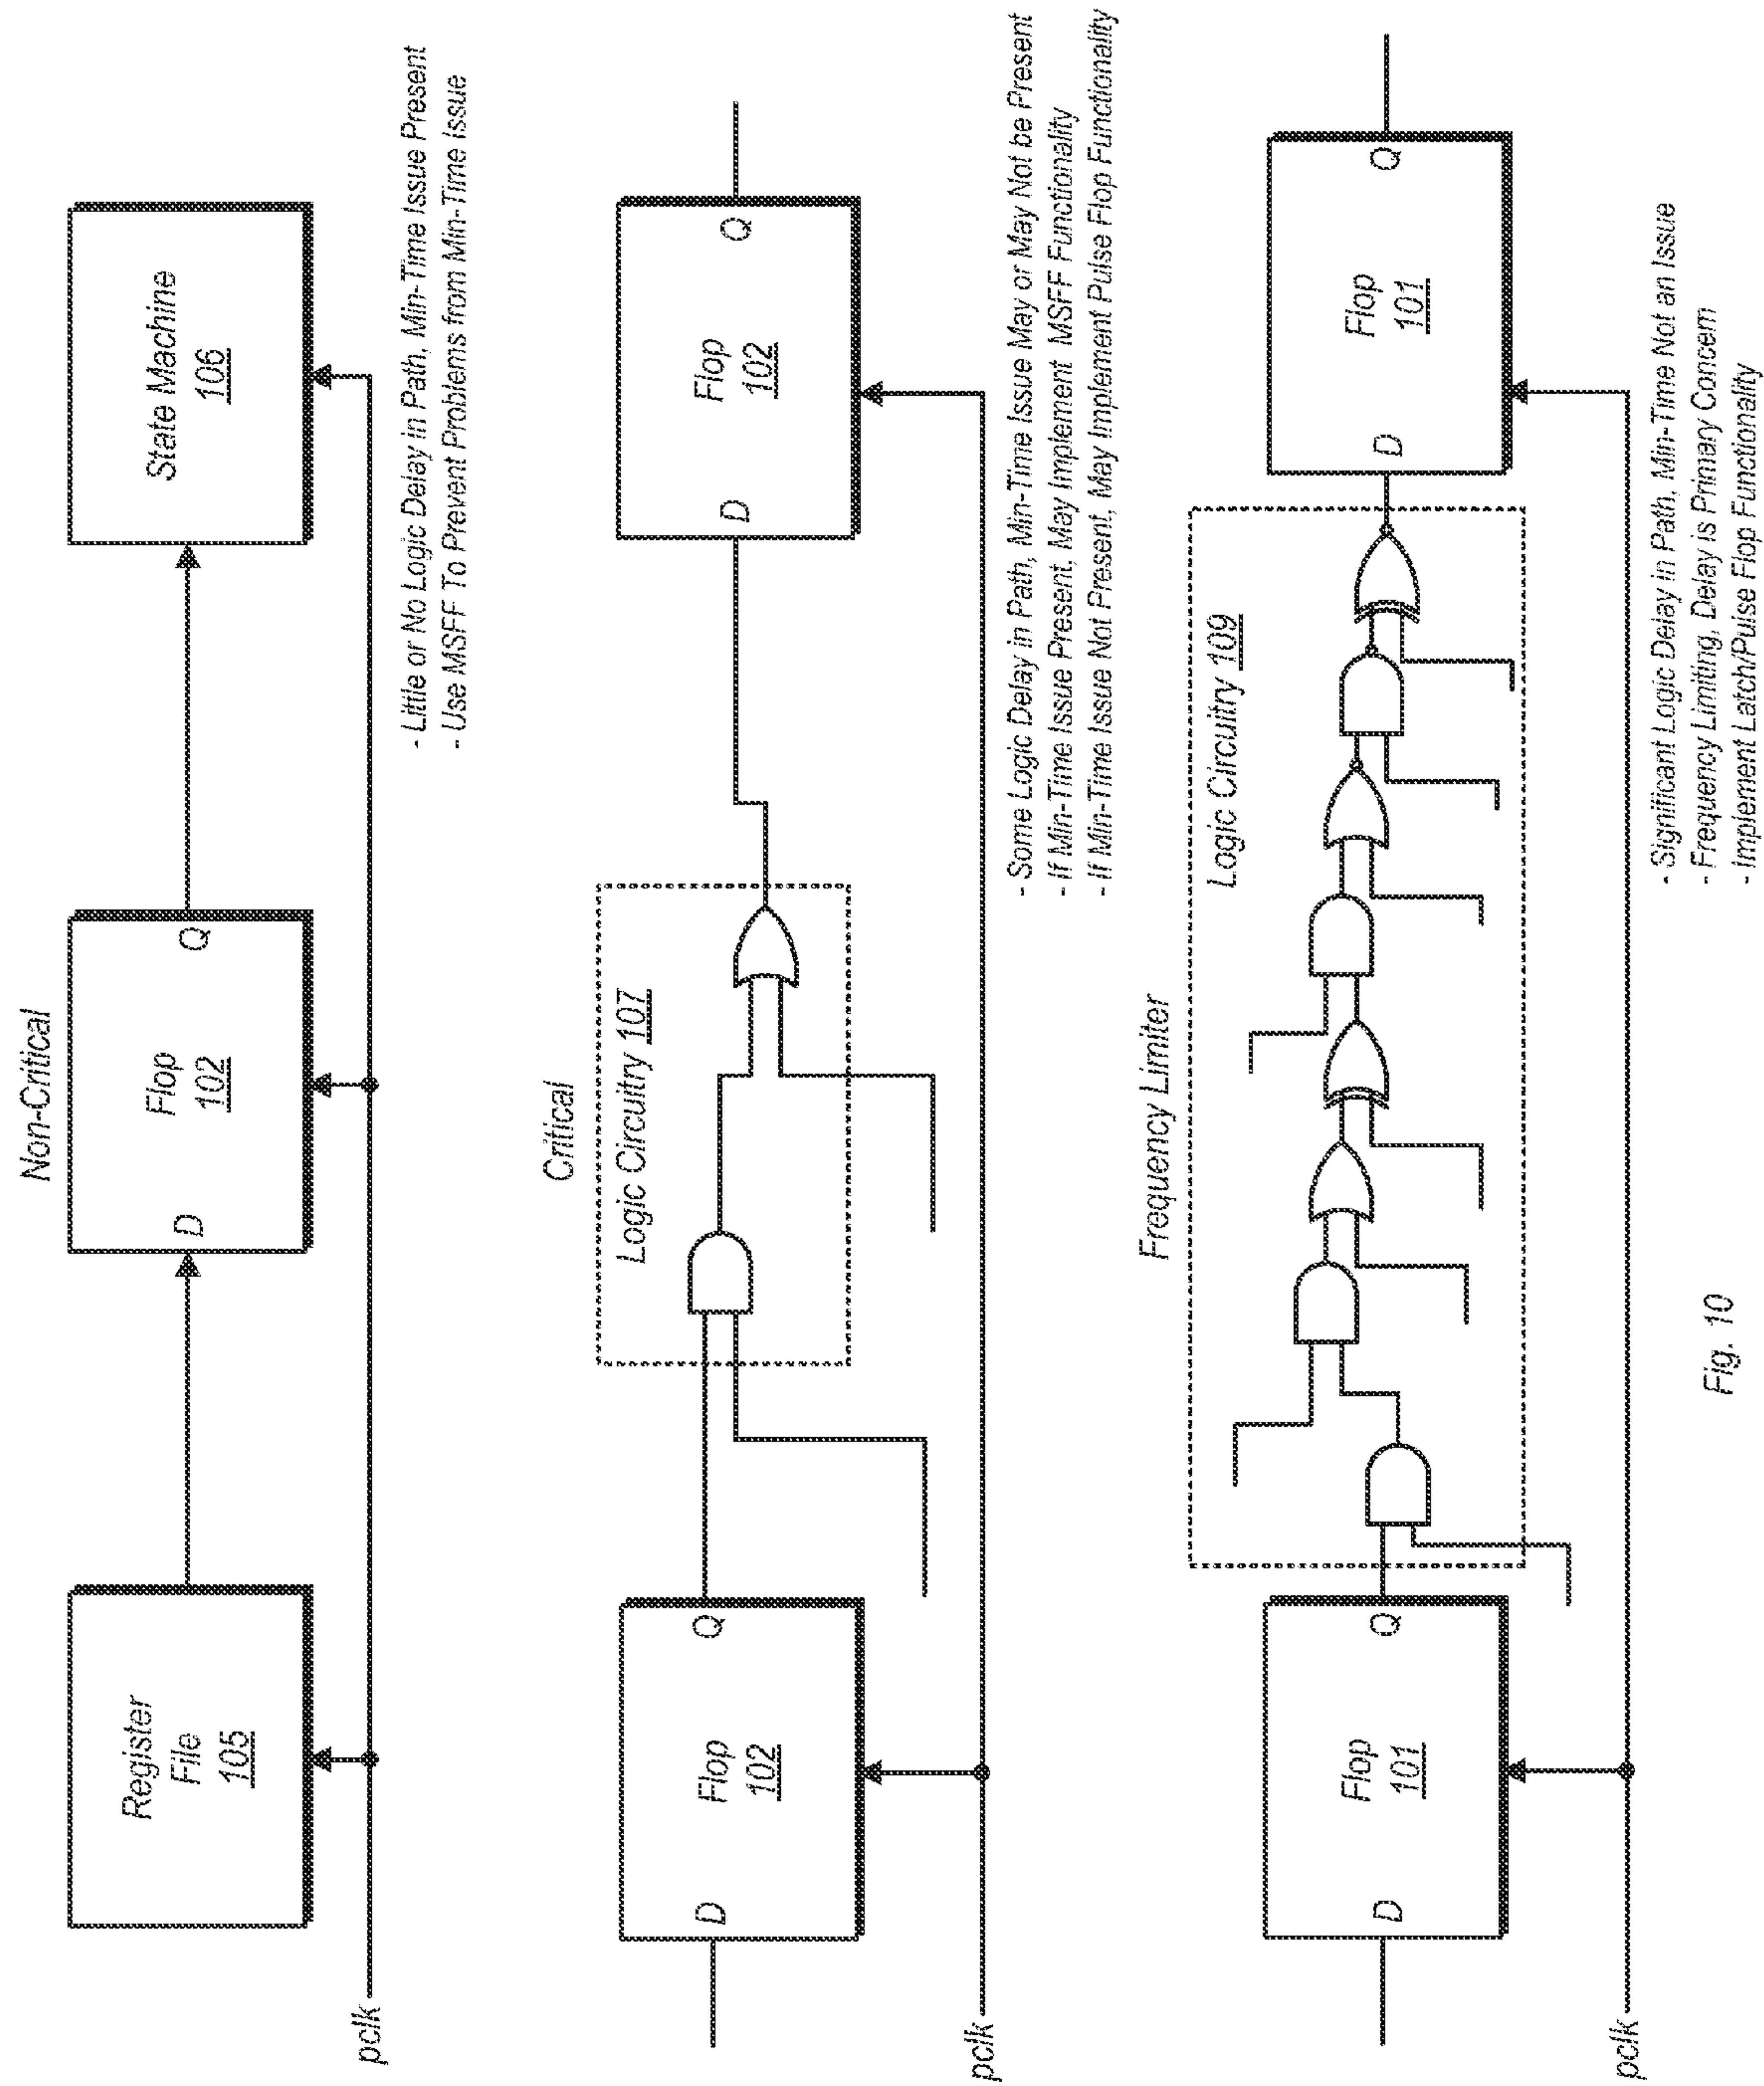 Non-Critical
Register
File
105
D
Flop
102
Q
State Machine
106
pclk
- Little or No Logic Delay in Path, Min-Time Issue Present
- Use MSFF To Prevent Problems from Min-Time Issue
Critical
D
Flop
102
Q
Logic Circuitry 107
D
Flop
102
Q
pclk
- Some Logic Delay in Path, Min-Time Issue May or May Not be Present
- If Min-Time Issue Present, May Implement MSFF Functionality
- If Min-Time Issue Not Present, May Implement Pulse Flop Functionality
Frequency Limiter
D
Flop
101
Q
Logic Circuitry 109
D
Flop
101
Q
pclk
- Significant Logic Delay in Path, Min-Time Not an Issue
- Frequency Limiting, Delay is Primary Concern
- Implement Latch/Pulse Flop Functionality
Fig. 10